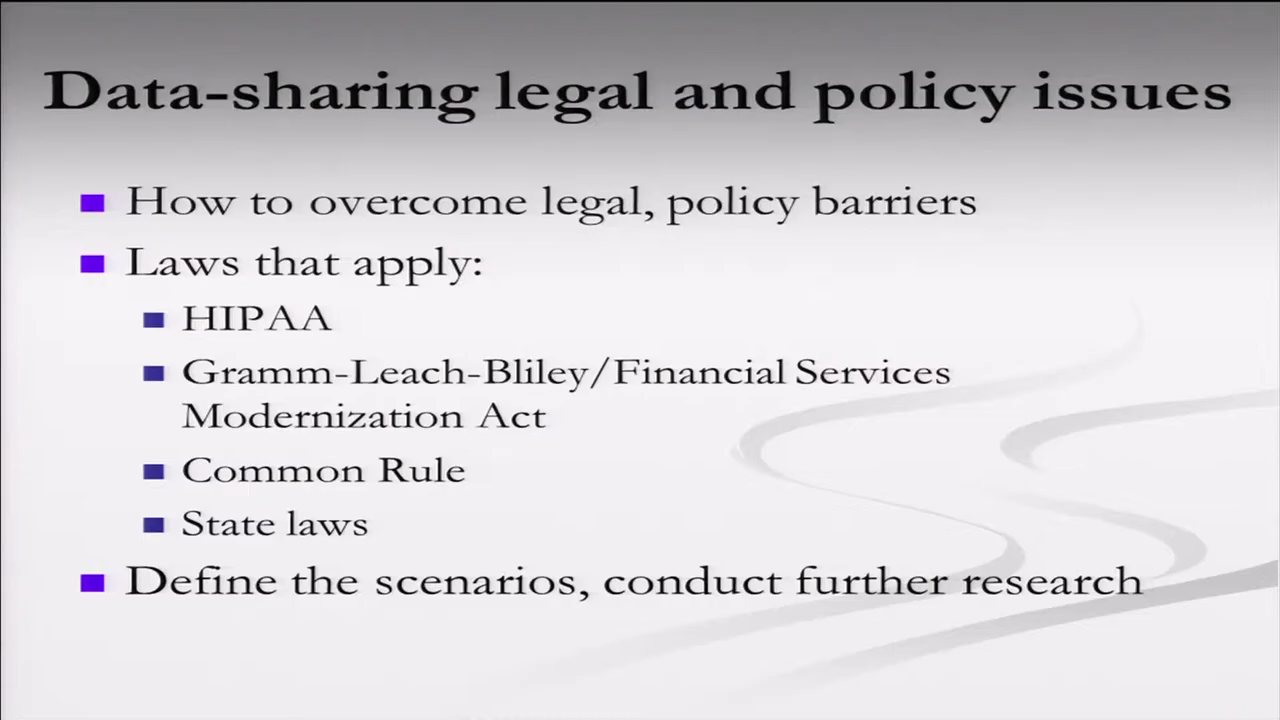 Data-sharing legal and policy issues
How to overcome legal, policy barriers
Laws that apply:
HIPAA
Gramm-Leach-Bliley/Financial Services
Modernization Act
Common Rule
State laws
Define the scenarios, conduct further research